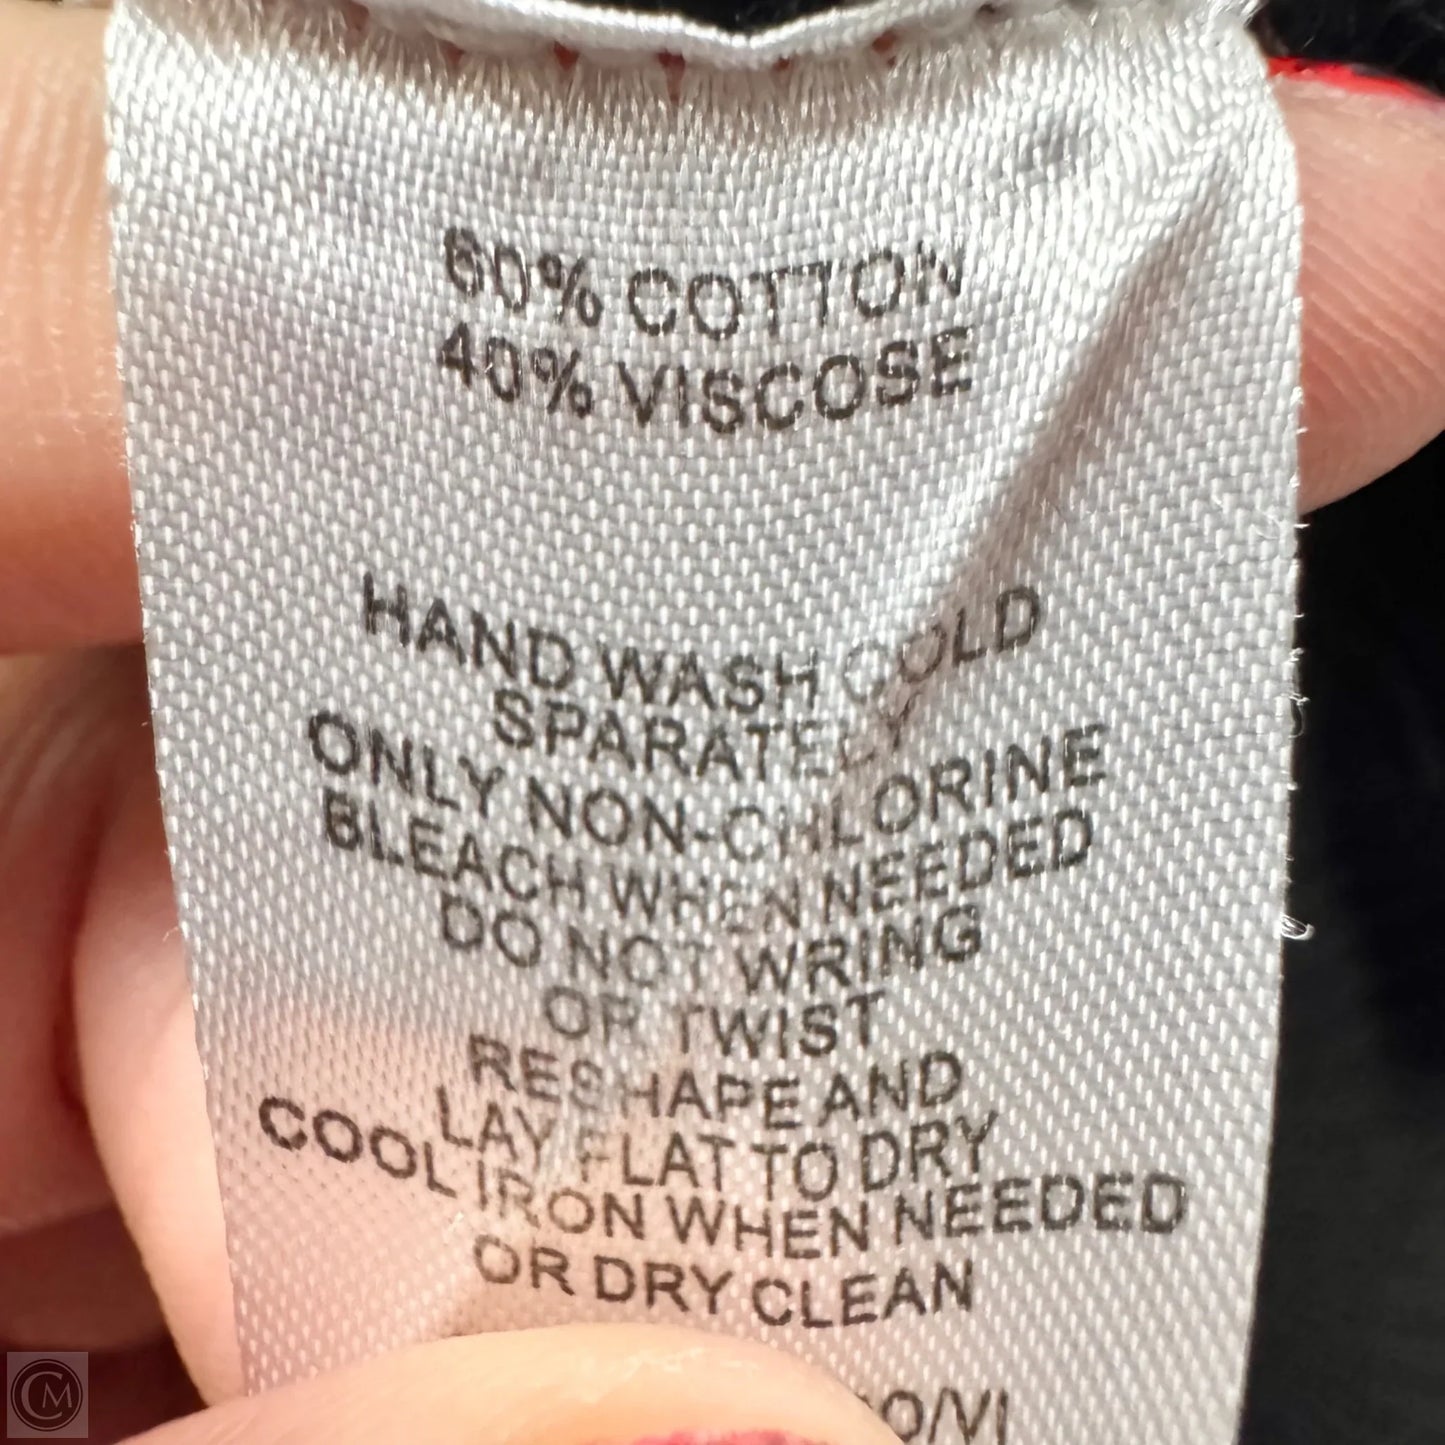 60% COTTON
40% VISCOSE
HAND WASH COLD
SPARATELY
ONLY NON-CHLORINE
BLEACH WHEN NEEDED
DO NOT WRING
OR TWIST
RESHAPE AND
LAY FLAT TO DRY
COOL IRON WHEN NEEDED
OR DRY CLEAN
CM